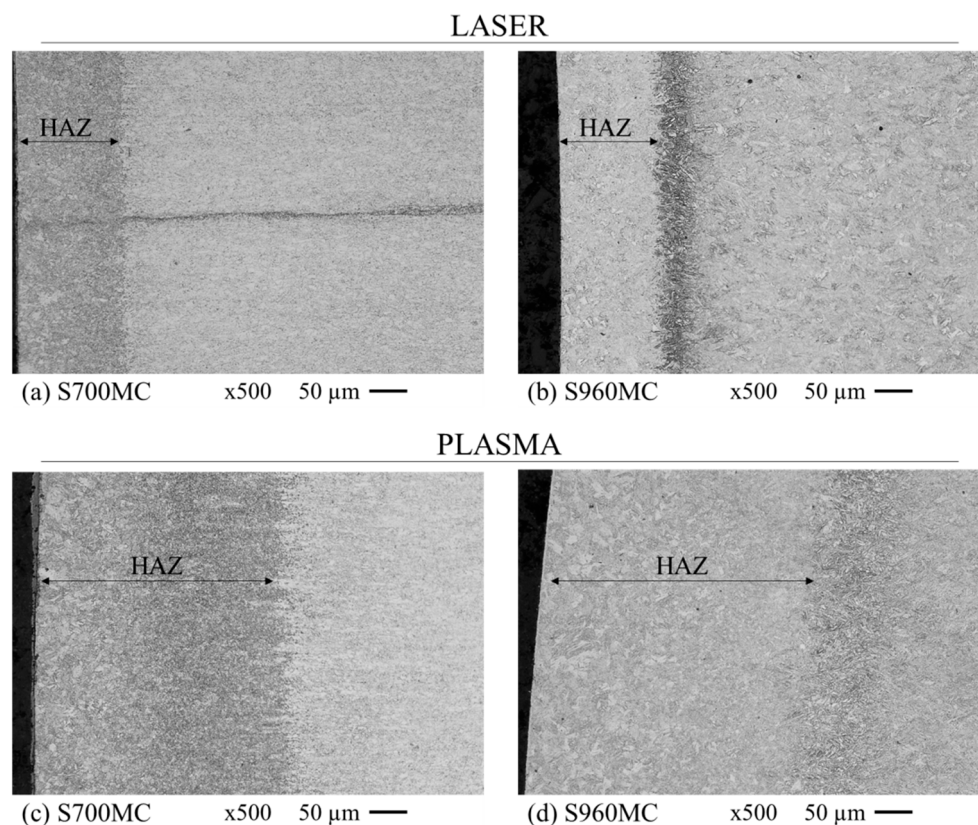 LASER
HAZ
HAZ
(a) S700MC x500 50 µm
(b) S960MC x500 50 µm
PLASMA
HAZ
HAZ
(c) S700MC x500 50 µm
(d) S960MC x500 50 µm